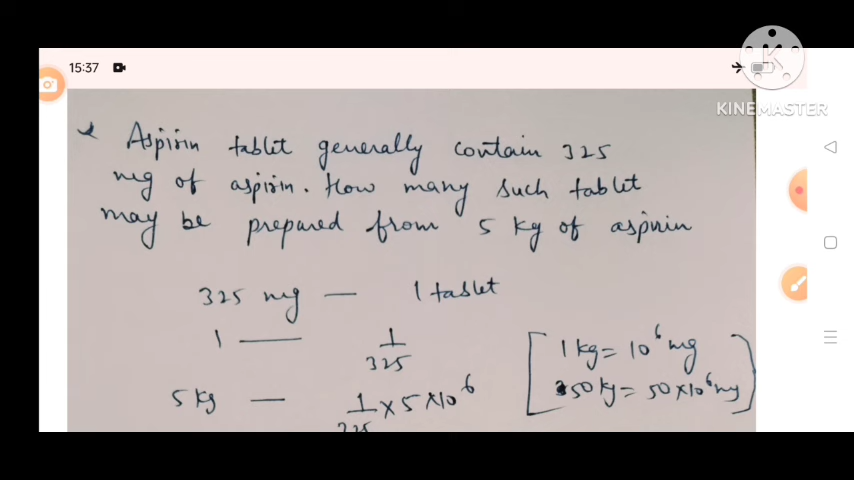 15:37
KINEMASTER
Aspirin tablet generally contain 325
mg of aspirin. How many such tablet
may be prepared from 5 kg of aspirin
325 mg — 1 tablet
1 — 1/325
[1 kg = 10⁶ mg
50 kg = 50 × 10⁶ mg]
5 kg — 1/325 × 5 × 10⁶